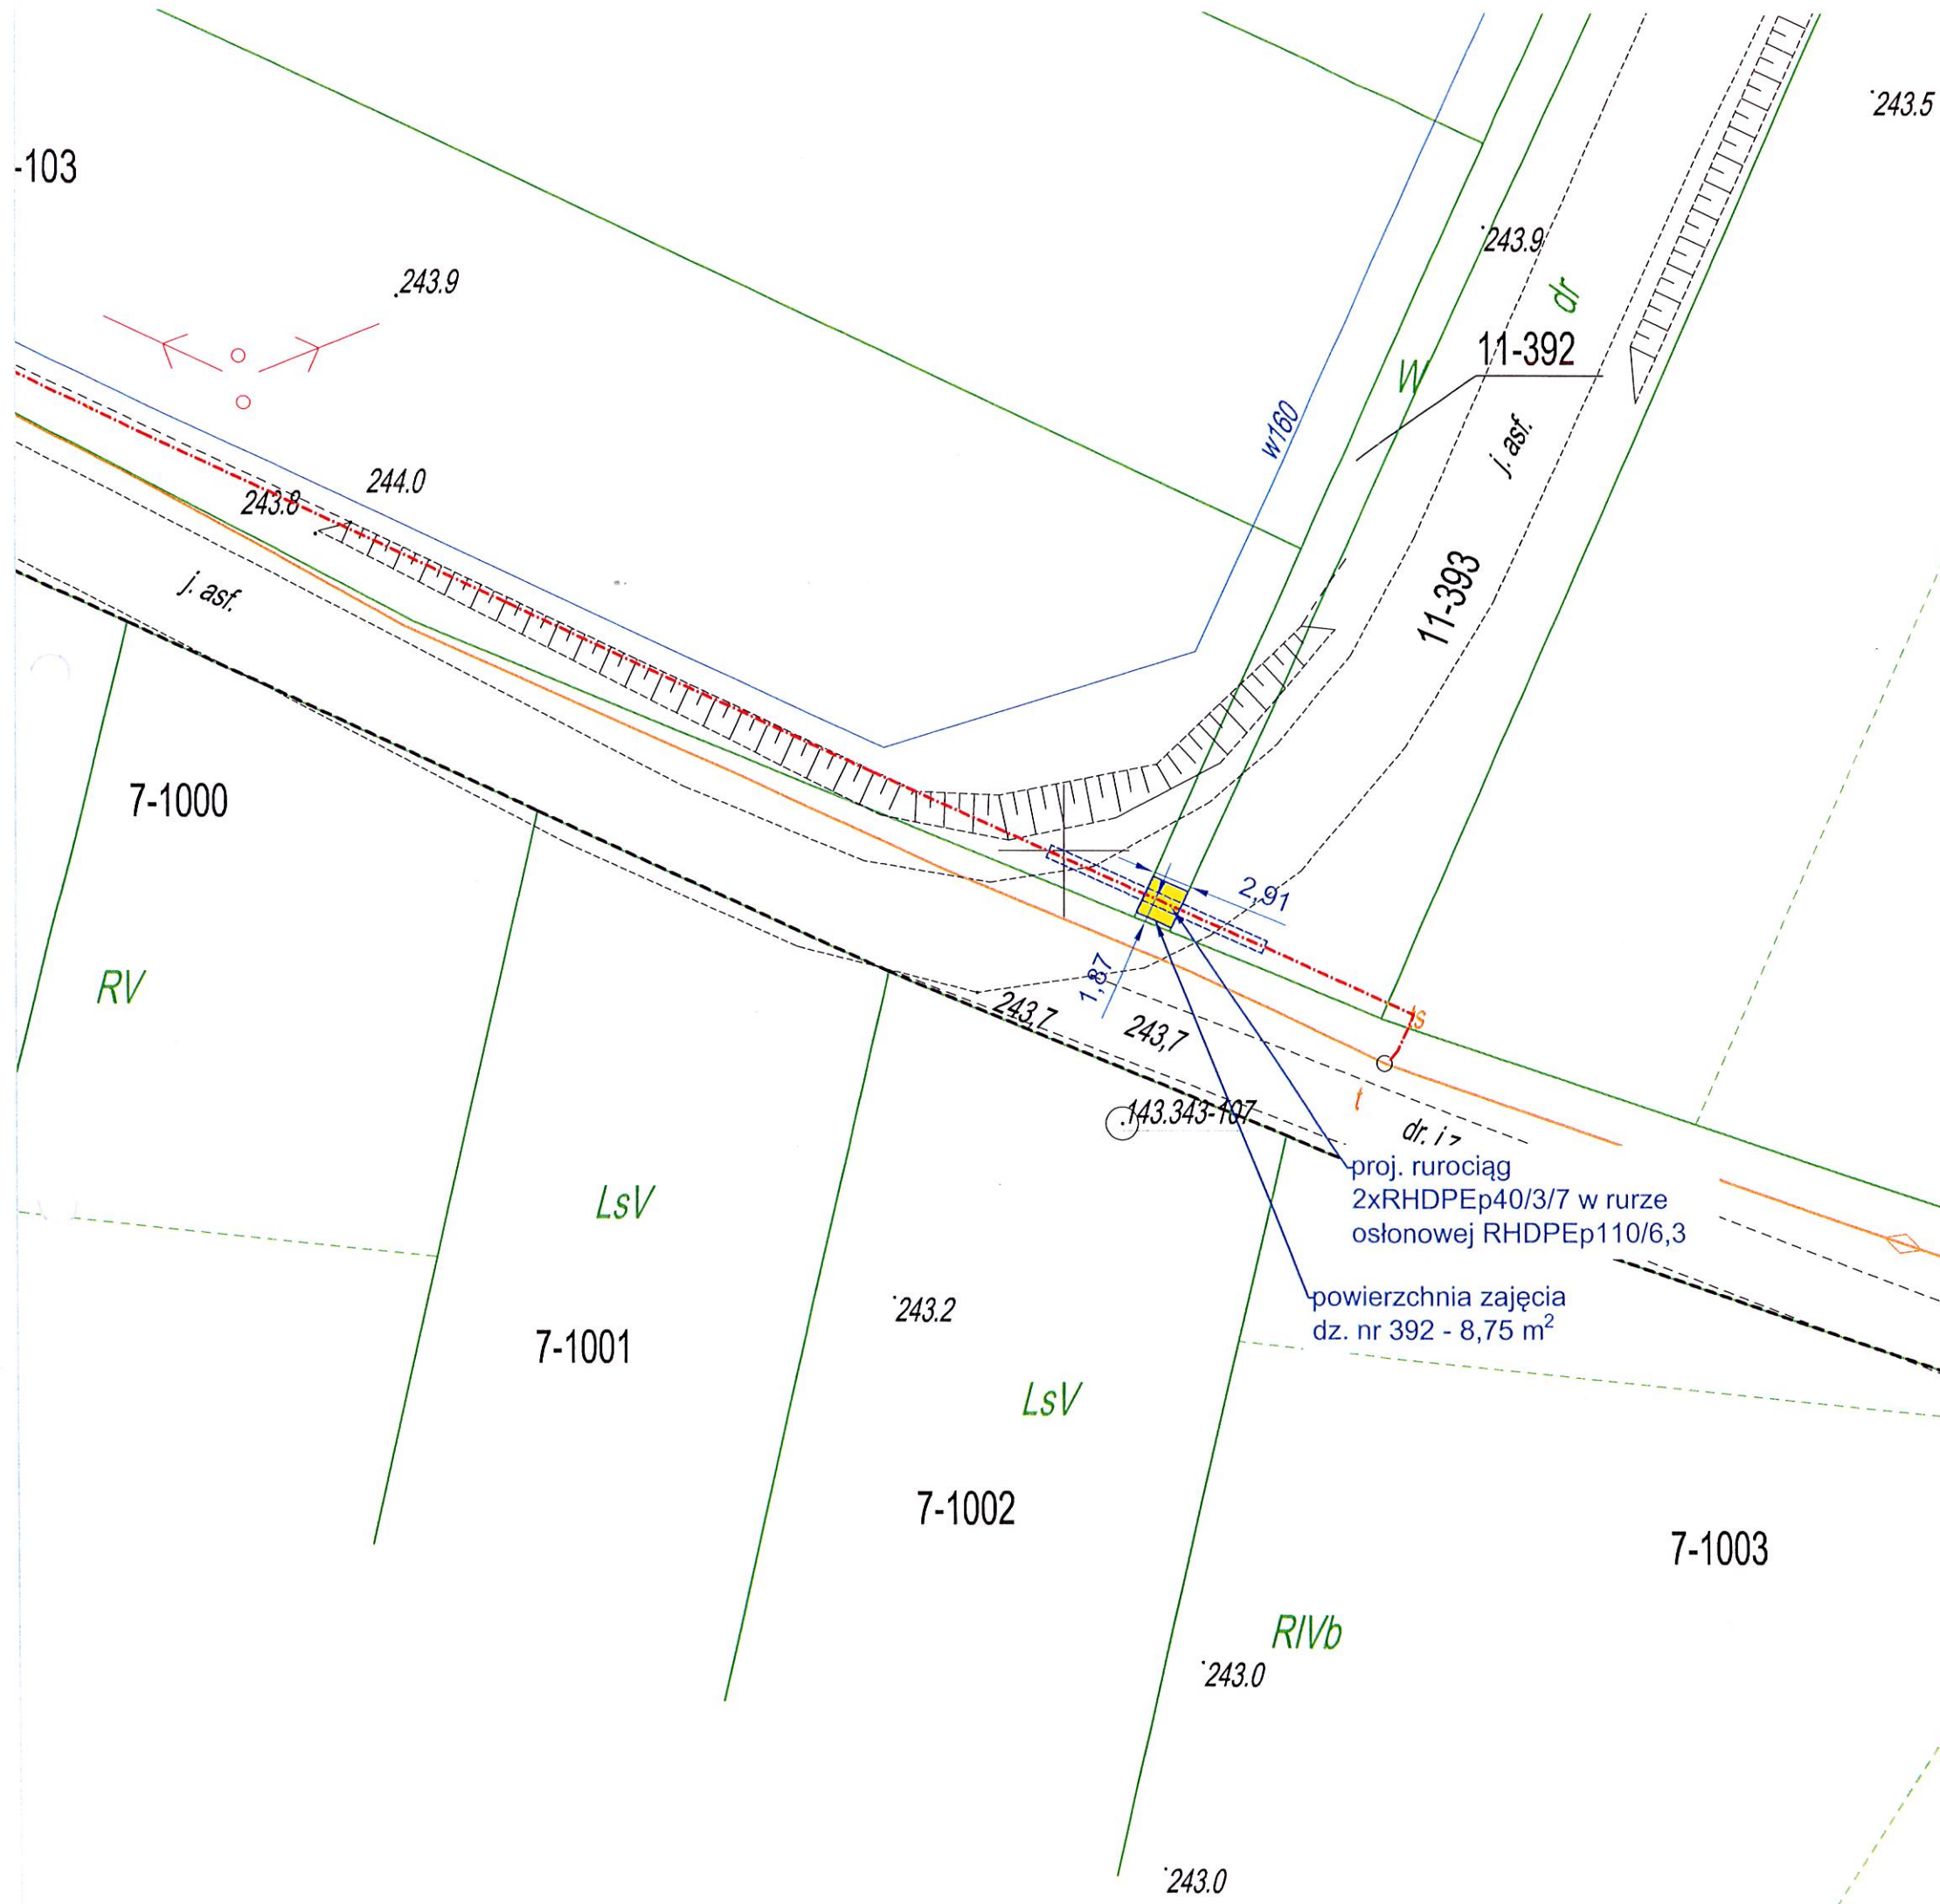 243.5
-103
243.9
dr
243.9
11-392
W
w160
j. asf.
244.0
243.8
11-393
j. asf.
7-1000
2,91
1,87
RV
243,7
243,7
ts
t
.143.343-107
dr. i z
proj. rurociąg
2xRHDPEp40/3/7 w rurze
osłonowej RHDPEp110/6,3
LsV
powierzchnia zajęcia
dz. nr 392 - 8,75 m²
243.2
7-1001
LsV
7-1002
7-1003
RIVb
243.0
243.0